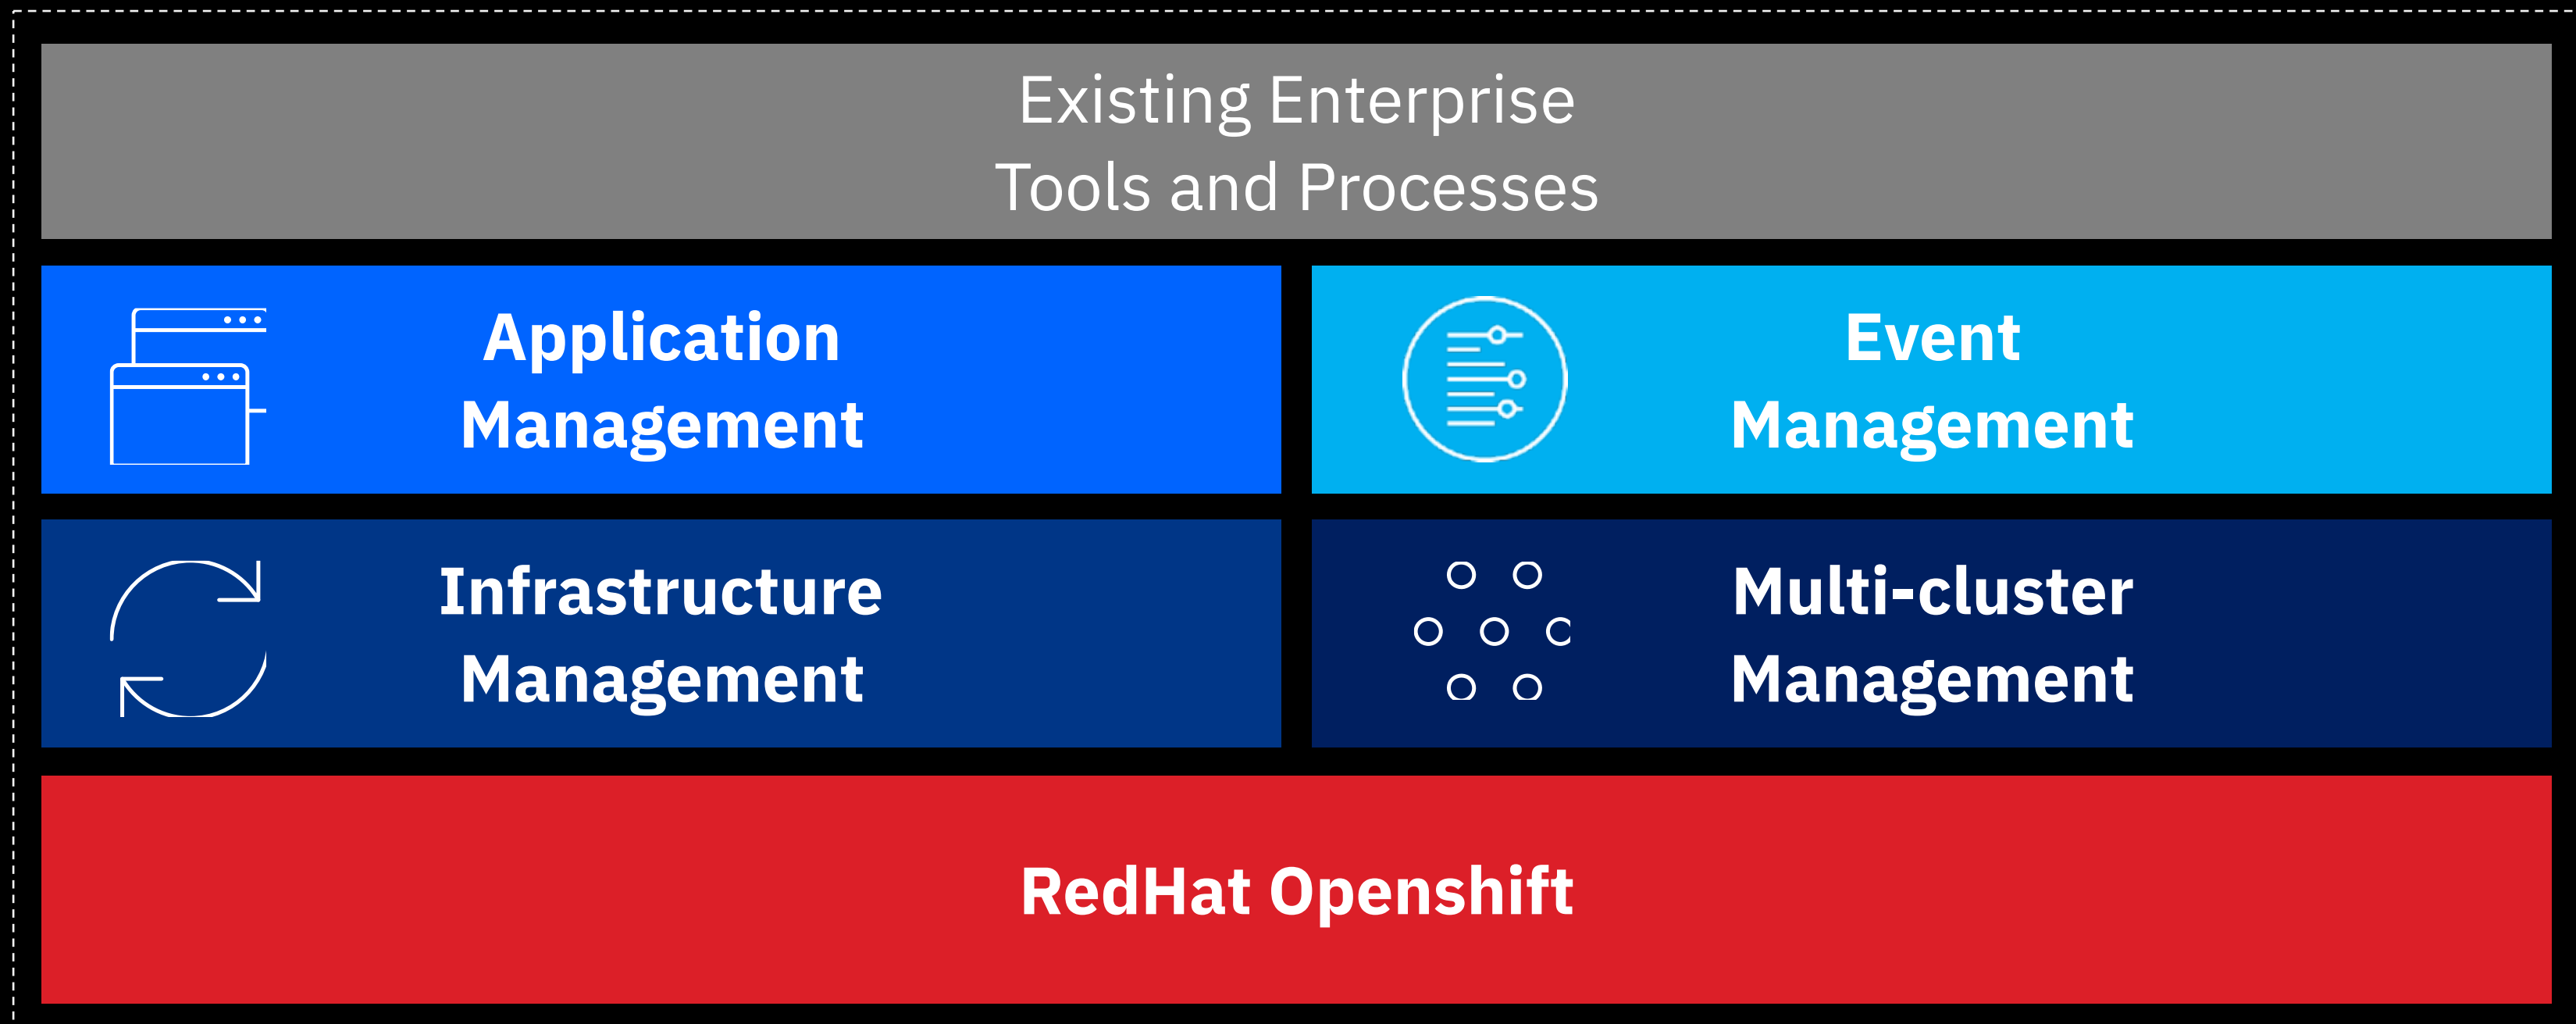 Existing Enterprise
Tools and Processes
Application
Management
Event
Management
Infrastructure
Management
Multi-cluster
Management
RedHat Openshift